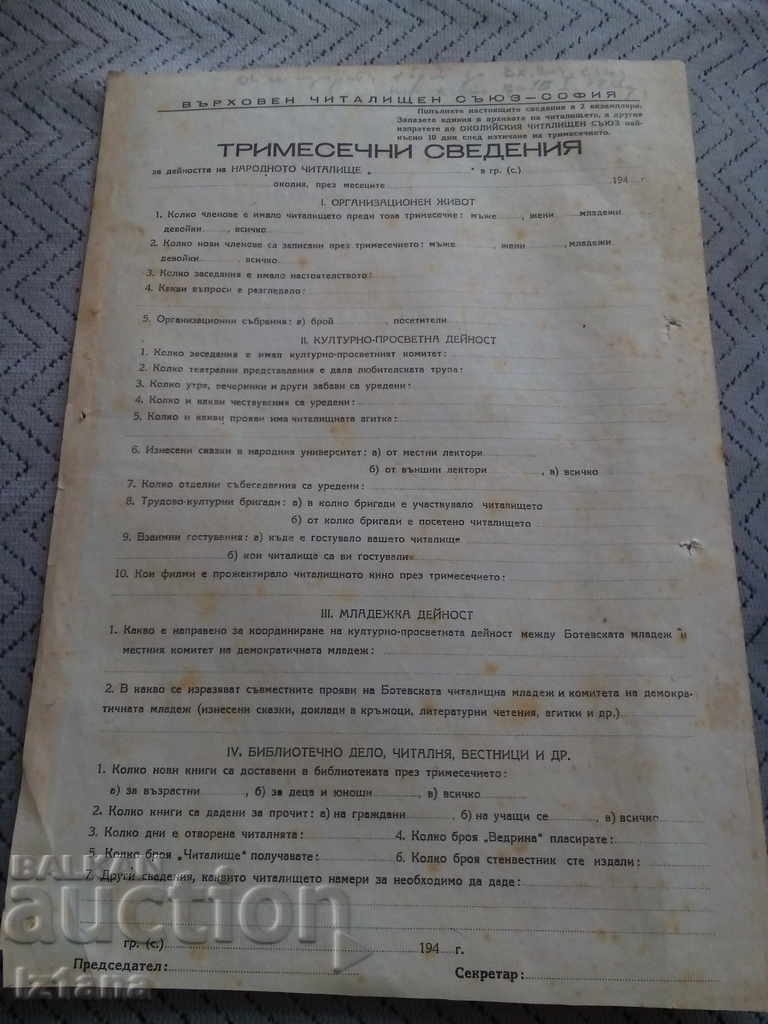 ВЪРХОВЕН ЧИТАЛИЩЕН СЪЮЗ—СОФИЯ
Попълнете настоящите сведения в 2 екземпляра.
Запазете единия в архивата на читалището, а другия
изпратете до ОКОЛИЙСКИЯ ЧИТАЛИЩЕН СЪЮЗ най-
късно 10 дни след изтичане на тримесечието.
ТРИМЕСЕЧНИ СВЕДЕНИЯ
за дейността на НАРОДНОТО ЧИТАЛИЩЕ „ “ в гр. (с.)
околия, през месеците 194 г.
I. ОРГАНИЗАЦИОНЕН ЖИВОТ
1. Колко членове е имало читалището преди това тримесечие: мъже , жени младежи
девойки , всичко
2. Колко нови членове са записани през тримесечието: мъже , жени , младежи
девойки , всичко
3. Колко заседания е имало настоятелството:
4. Какви въпроси е разгледало:
5. Организационни събрания: а) брой , посетители
II. КУЛТУРНО-ПРОСВЕТНА ДЕЙНОСТ
1. Колко заседания е имал културно-просветният комитет:
2. Колко театрални представления е дала любителската трупа:
3. Колко утра, вечеринки и други забави са уредени:
4. Колко и какви чествувания са уредени:
5. Колко и какви прояви има читалищната агитка:
6. Изнесени сказки в народния университет: а) от местни лектори
б) от външни лектори , в) всичко
7. Колко отделни събеседвания са уредени:
8. Трудово-културни бригади: а) в колко бригади е участвувало читалището
б) от колко бригади е посетено читалището
9. Взаимни гостувания: а) къде е гостувало вашето читалище
б) кои читалища са ви гостували
10. Кои филми е прожектирало читалищното кино през тримесечието:
III. МЛАДЕЖКА ДЕЙНОСТ
1. Какво е направено за координиране на културно-просветната дейност между Ботевската младеж и
местния комитет на демократичната младеж:
2. В какво се изразяват съвместните прояви на Ботевската читалищна младеж и комитета на демокра-
тичната младеж (изнесени сказки, доклади в кръжоци, литературни четения, агитки и др.)
IV. БИБЛИОТЕЧНО ДЕЛО, ЧИТАЛНЯ, ВЕСТНИЦИ И ДР.
1. Колко нови книги са доставени в библиотеката през тримесечието:
а) за възрастни , б) за деца и юноши , в) всичко
2. Колко книги са дадени за прочит: а) на граждани , б) на учащи се , в) всичко
3. Колко дни е отворена читалнята: 4. Колко броя „Ведрина“ пласирате:
5. Колко броя „Читалище“ получавате: 6. Колко броя стенвестник сте издали:
7. Други сведения, каквито читалището намери за необходимо да даде:
гр. (с.) 194 г.
Председател: Секретар:
BALKAN
auction
iztana